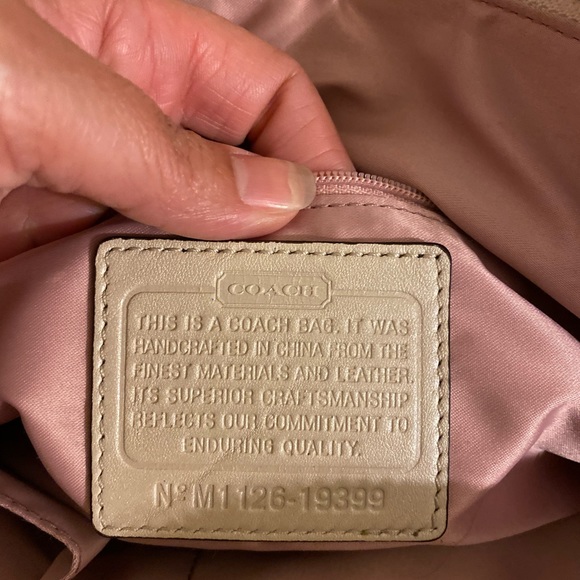 COACH
THIS IS A COACH BAG. IT WAS
HANDCRAFTED IN CHINA FROM THE
FINEST MATERIALS AND LEATHER.
ITS SUPERIOR CRAFTSMANSHIP
REFLECTS OUR COMMITMENT TO
ENDURING QUALITY.
Nº M1126-19399